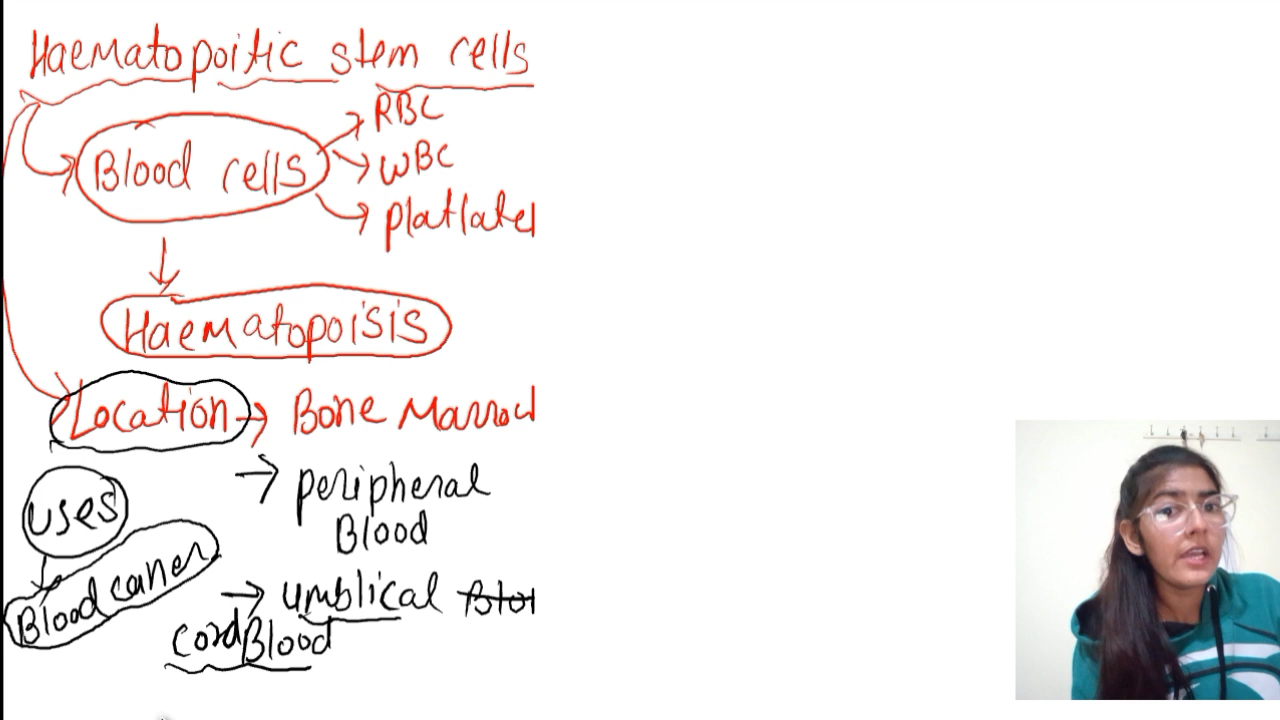 Haematopoitic stem cells
RBC
Blood cells
WBC
platlate
Haematopoisis
Location → Bone Marrow
→ peripheral
Blood
uses
Blood caner
→ umblical
cord Blood